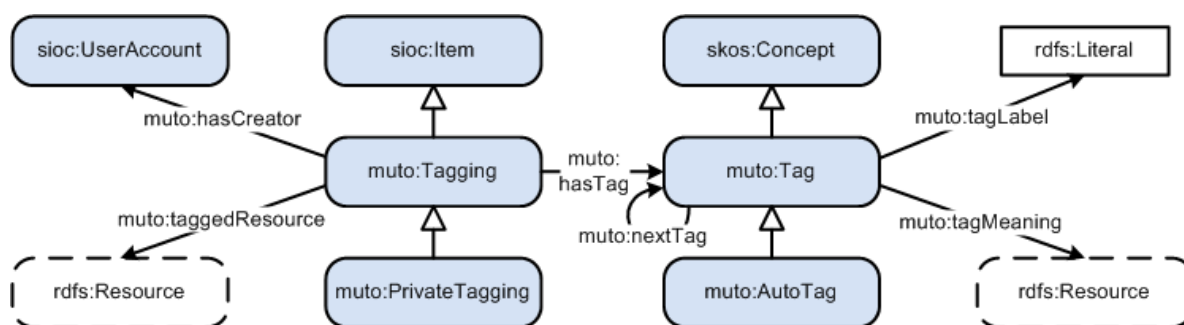 sioc:UserAccount
sioc:Item
skos:Concept
rdfs:Literal
muto:hasCreator
muto:tagLabel
muto:Tagging
muto:
hasTag
muto:Tag
muto:taggedResource
muto:nextTag
muto:tagMeaning
rdfs:Resource
muto:PrivateTagging
muto:AutoTag
rdfs:Resource